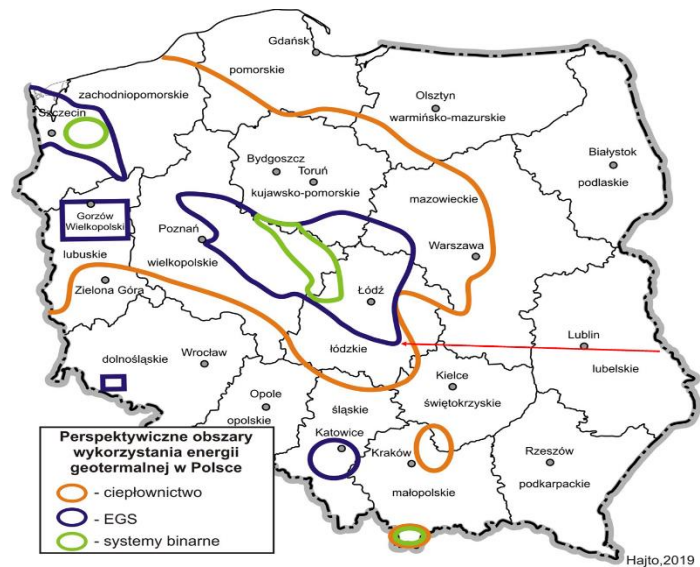 Gdańsk
pomorskie
zachodniopomorskie
Szczecin
Olsztyn
warmińsko-mazurskie
Białystok
podlaskie
Bydgoszcz
Toruń
kujawsko-pomorskie
mazowieckie
Warszawa
Gorzów
Wielkopolski
lubuskie
Poznań
wielkopolskie
Zielona Góra
Łódź
łódzkie
Lublin
lubelskie
dolnośląskie
Wrocław
Opole
opolskie
śląskie
Katowice
Kielce
świętokrzyskie
Kraków
małopolskie
Rzeszów
podkarpackie
Perspektywiczne obszary
wykorzystania energii
geotermalnej w Polsce
- ciepłownictwo
- EGS
- systemy binarne
Hajto,2019